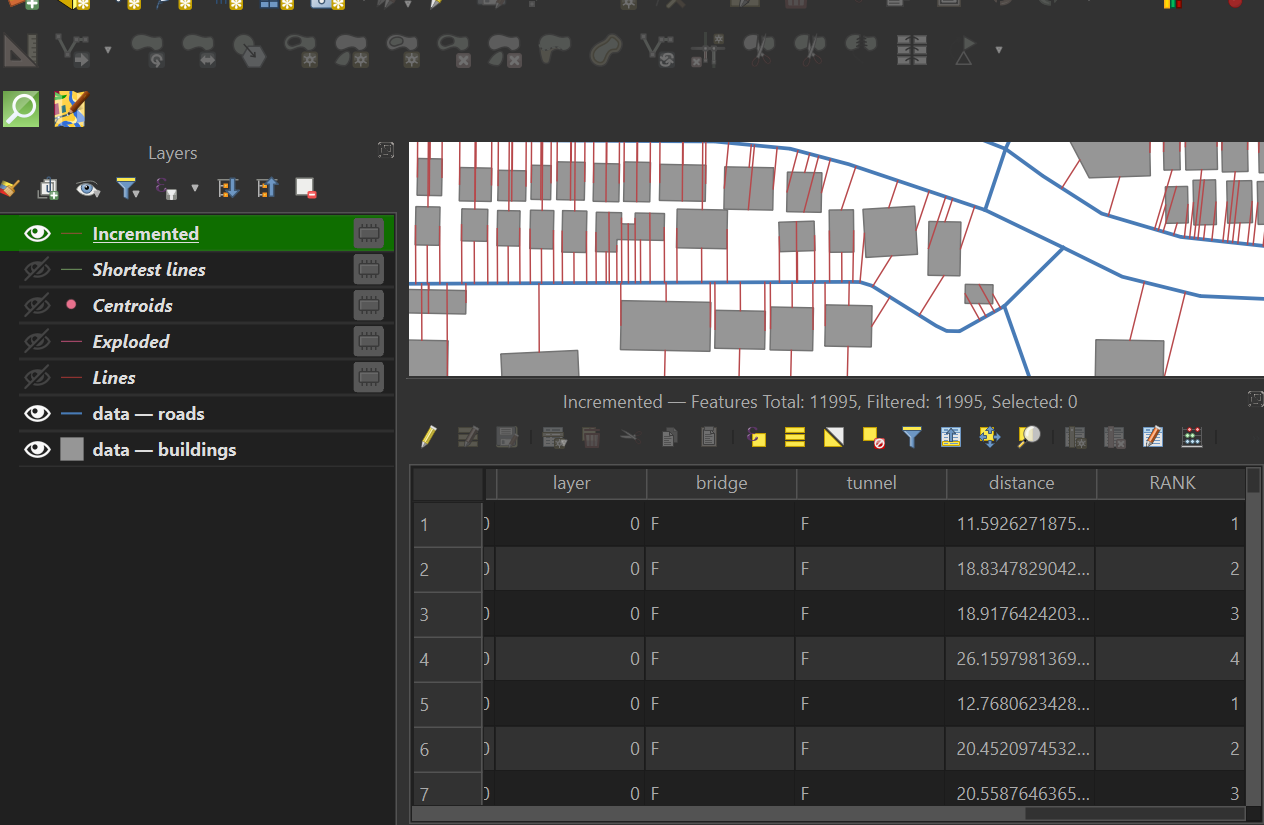 Layers
Incremented
Shortest lines
Centroids
Exploded
Lines
data — roads
data — buildings
Incremented — Features Total: 11995, Filtered: 11995, Selected: 0
layer bridge tunnel distance RANK
1 0 F F 11.5926271875... 1
2 0 F F 18.8347829042... 2
3 0 F F 18.9176424203... 3
4 0 F F 26.1597981369... 4
5 0 F F 12.7680623428... 1
6 0 F F 20.4520974532... 2
7 0 F F 20.5587646365... 3